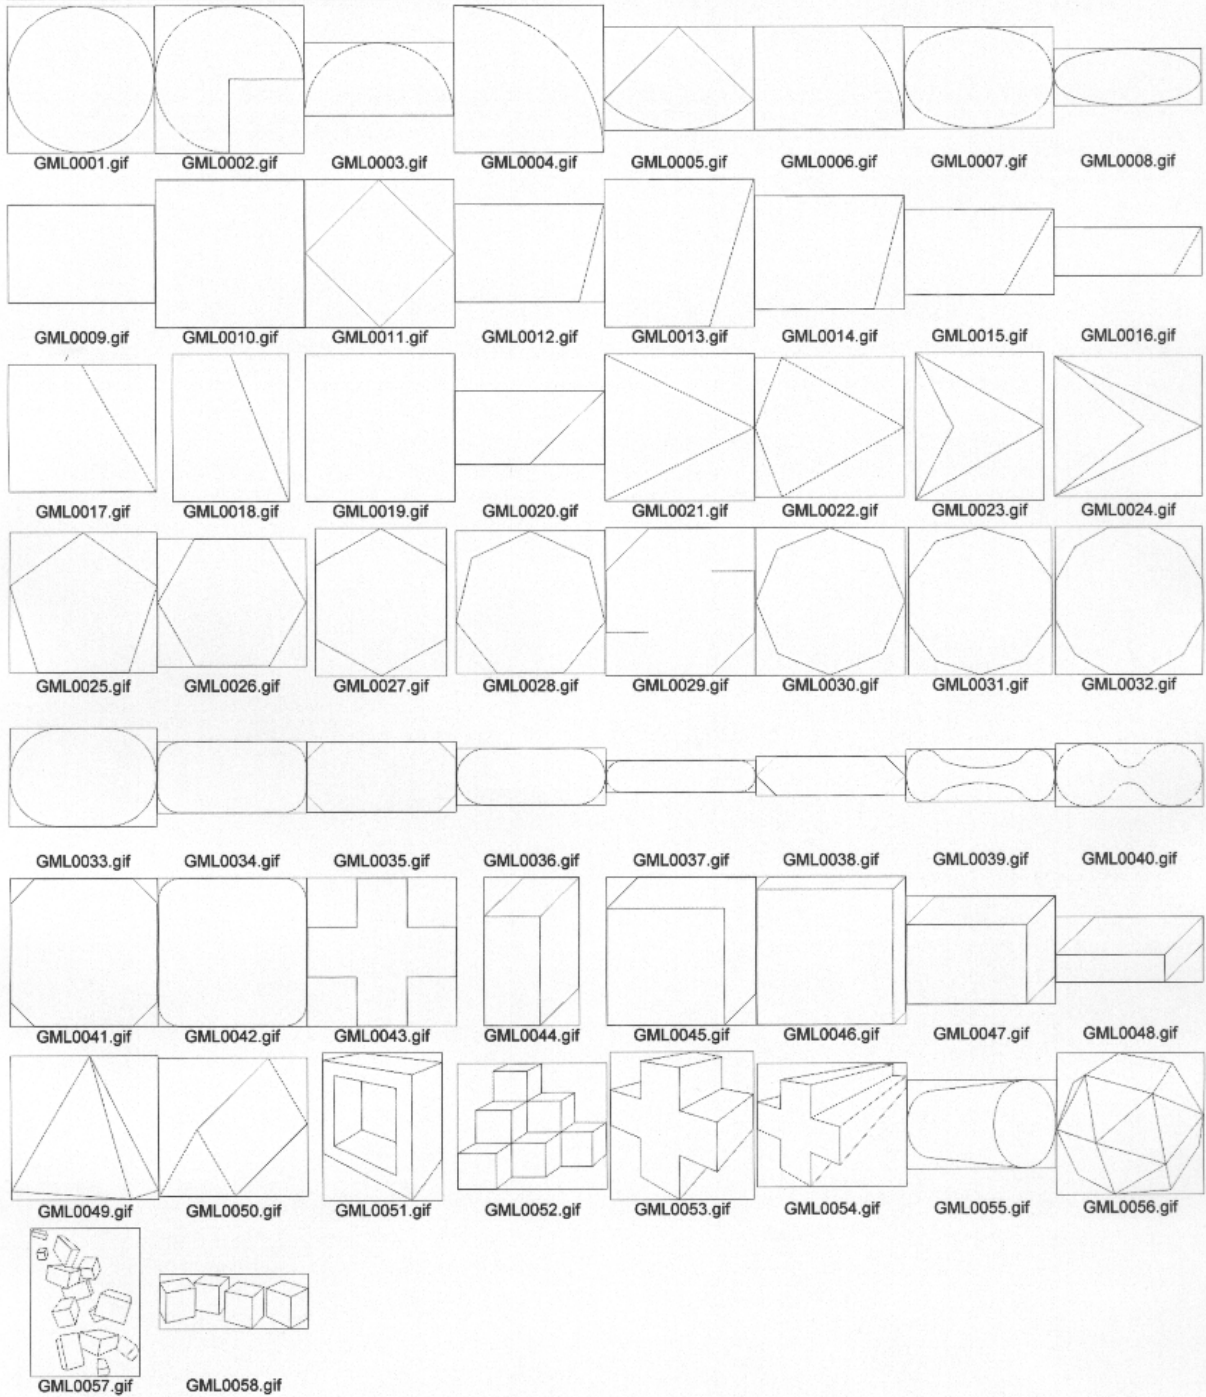 GML0001.gif GML0002.gif GML0003.gif GML0004.gif GML0005.gif GML0006.gif GML0007.gif GML0008.gif
GML0009.gif GML0010.gif GML0011.gif GML0012.gif GML0013.gif GML0014.gif GML0015.gif GML0016.gif
GML0017.gif GML0018.gif GML0019.gif GML0020.gif GML0021.gif GML0022.gif GML0023.gif GML0024.gif
GML0025.gif GML0026.gif GML0027.gif GML0028.gif GML0029.gif GML0030.gif GML0031.gif GML0032.gif
GML0033.gif GML0034.gif GML0035.gif GML0036.gif GML0037.gif GML0038.gif GML0039.gif GML0040.gif
GML0041.gif GML0042.gif GML0043.gif GML0044.gif GML0045.gif GML0046.gif GML0047.gif GML0048.gif
GML0049.gif GML0050.gif GML0051.gif GML0052.gif GML0053.gif GML0054.gif GML0055.gif GML0056.gif
GML0057.gif GML0058.gif